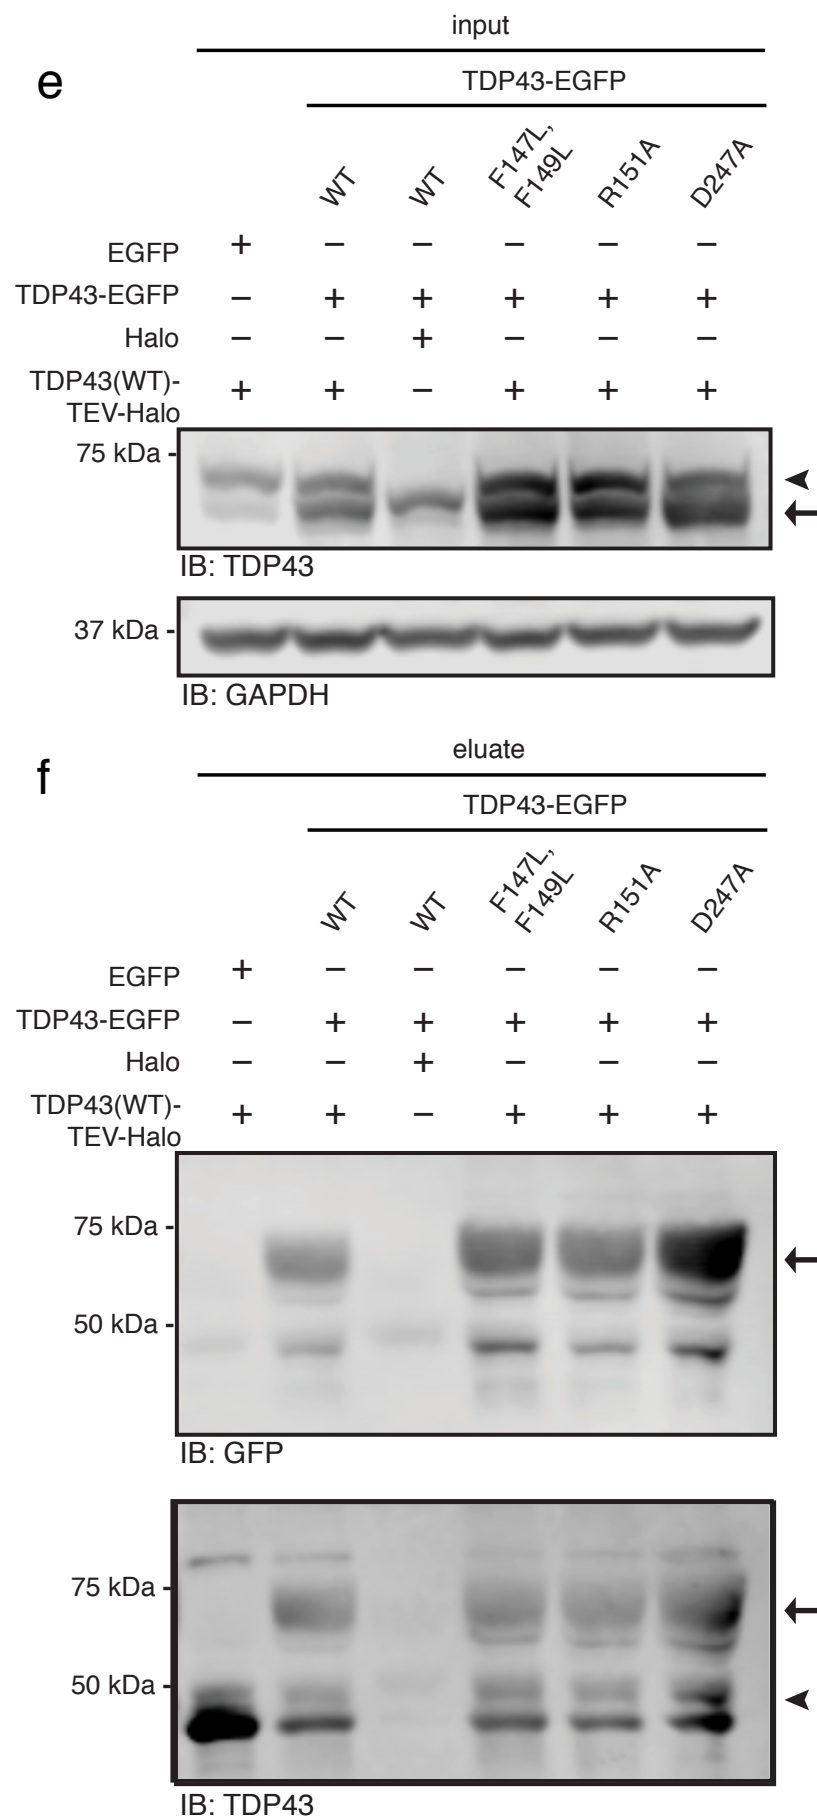 input
e
TDP43-EGFP
WT
WT
F147L,
F149L
R151A
D247A
EGFP + – – – – –
TDP43-EGFP – + + + + +
Halo – – + – – –
TDP43(WT)-
TEV-Halo + + – + + +
75 kDa -
IB: TDP43
37 kDa -
IB: GAPDH
eluate
f
TDP43-EGFP
WT
WT
F147L,
F149L
R151A
D247A
EGFP + – – – – –
TDP43-EGFP – + + + + +
Halo – – + – – –
TDP43(WT)-
TEV-Halo + + – + + +
75 kDa -
50 kDa -
IB: GFP
75 kDa -
50 kDa -
IB: TDP43